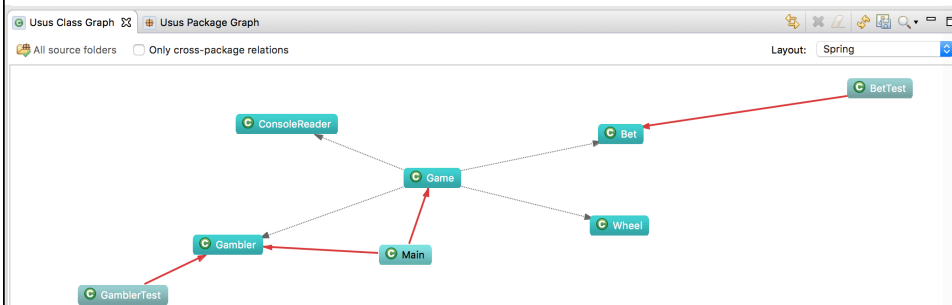 Usus Class Graph
Usus Package Graph
All source folders
Only cross-package relations
Layout:
Spring
C BetTest
C ConsoleReader
C Bet
C Game
C Wheel
C Gambler
C Main
C GamblerTest